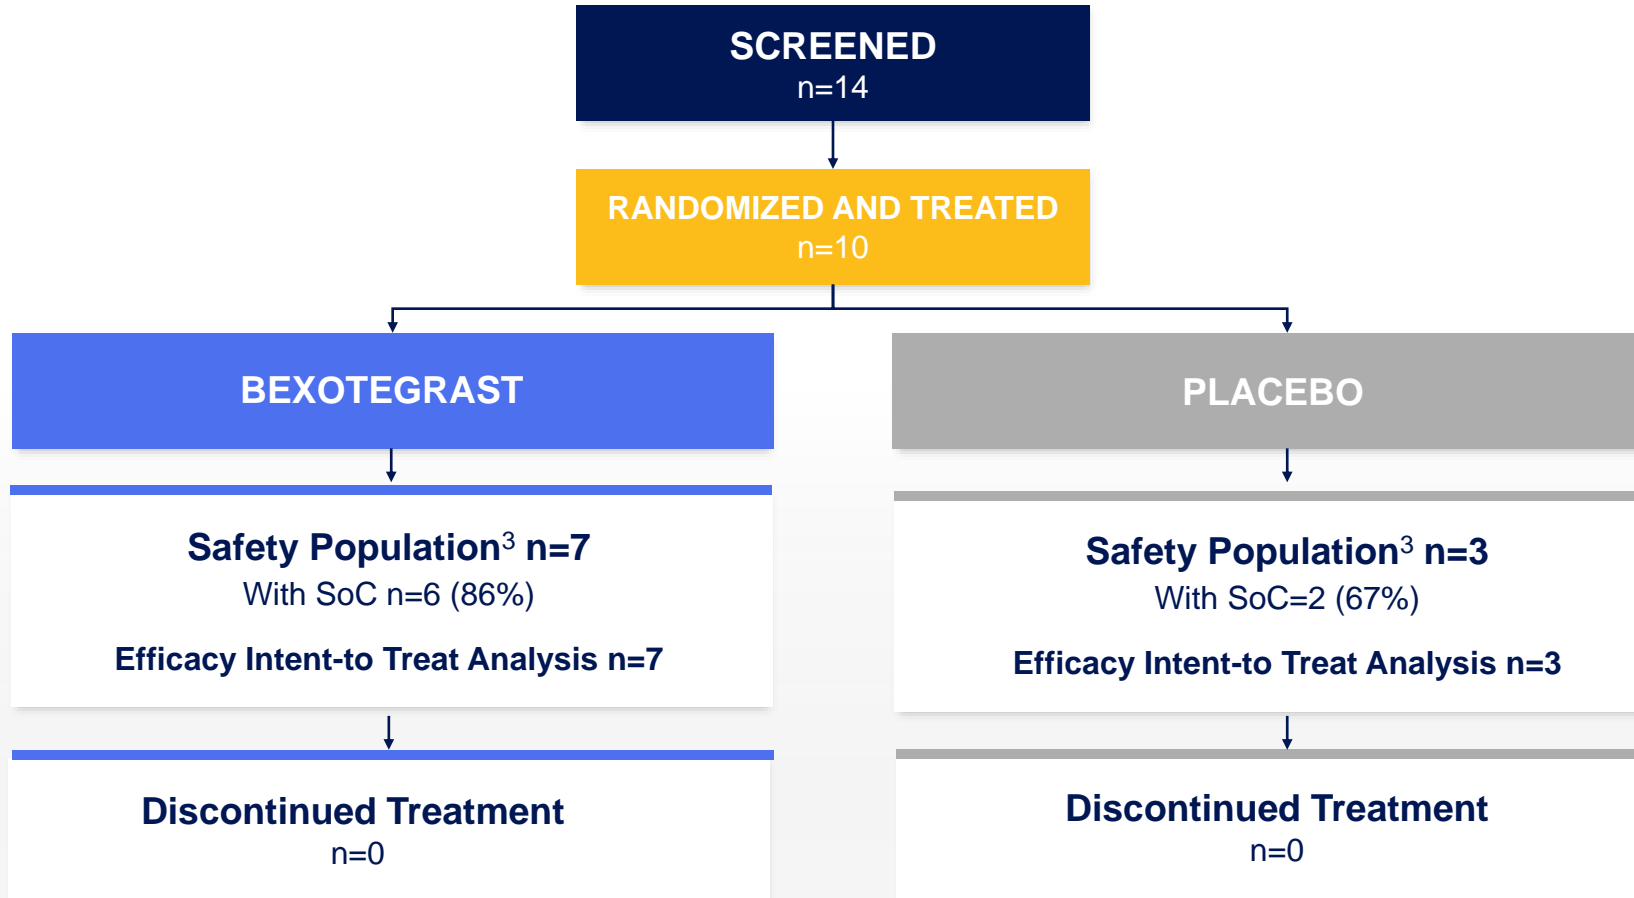 SCREENED
n=14
RANDOMIZED AND TREATED
n=10
BEXOTEGRAST
Safety Population³ n=7
With SoC n=6 (86%)
Efficacy Intent-to Treat Analysis n=7
Discontinued Treatment
n=0
PLACEBO
Safety Population³ n=3
With SoC=2 (67%)
Efficacy Intent-to Treat Analysis n=3
Discontinued Treatment
n=0